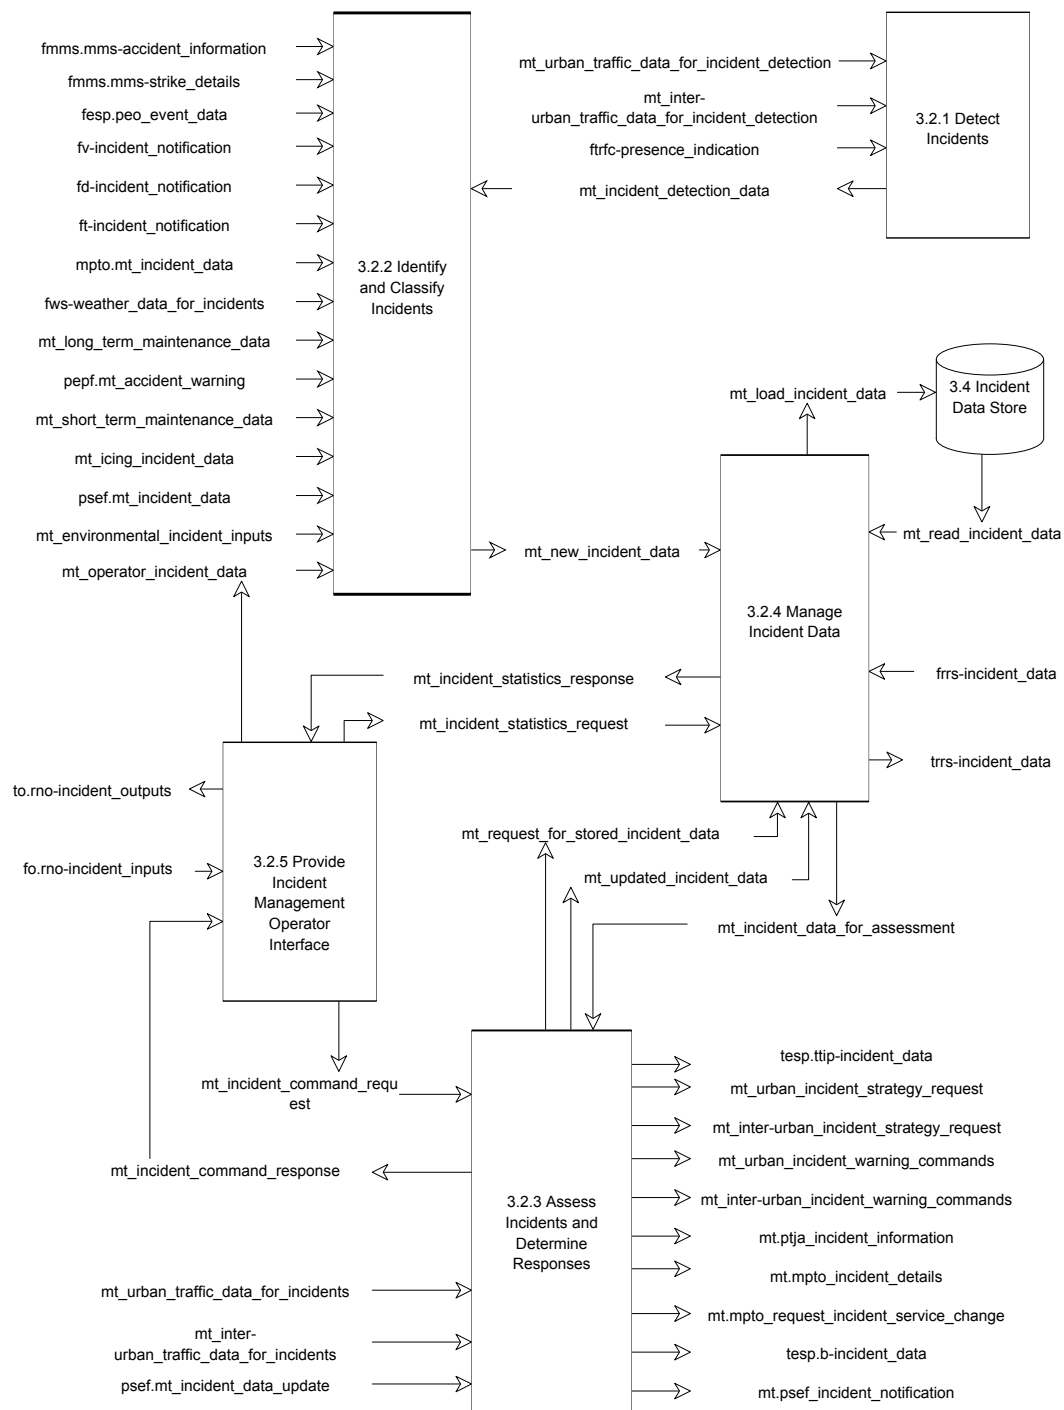 fmms.mms-accident_information
fmms.mms-strike_details
fesp.peo_event_data
fv-incident_notification
fd-incident_notification
ft-incident_notification
mpto.mt_incident_data
fws-weather_data_for_incidents
mt_long_term_maintenance_data
pepf.mt_accident_warning
mt_short_term_maintenance_data
mt_icing_incident_data
psef.mt_incident_data
mt_environmental_incident_inputs
mt_operator_incident_data
3.2.2 Identify
and Classify
Incidents
mt_urban_traffic_data_for_incident_detection
mt_inter-
urban_traffic_data_for_incident_detection
ftrfc-presence_indication
mt_incident_detection_data
3.2.1 Detect
Incidents
mt_load_incident_data
3.4 Incident
Data Store
mt_read_incident_data
mt_new_incident_data
3.2.4 Manage
Incident Data
frrs-incident_data
trrs-incident_data
mt_incident_statistics_response
mt_incident_statistics_request
to.rno-incident_outputs
fo.rno-incident_inputs
3.2.5 Provide
Incident
Management
Operator
Interface
mt_request_for_stored_incident_data
mt_updated_incident_data
mt_incident_data_for_assessment
mt_incident_command_requ
est
mt_incident_command_response
3.2.3 Assess
Incidents and
Determine
Responses
mt_urban_traffic_data_for_incidents
mt_inter-
urban_traffic_data_for_incidents
psef.mt_incident_data_update
tesp.ttip-incident_data
mt_urban_incident_strategy_request
mt_inter-urban_incident_strategy_request
mt_urban_incident_warning_commands
mt_inter-urban_incident_warning_commands
mt.ptja_incident_information
mt.mpto_incident_details
mt.mpto_request_incident_service_change
tesp.b-incident_data
mt.psef_incident_notification